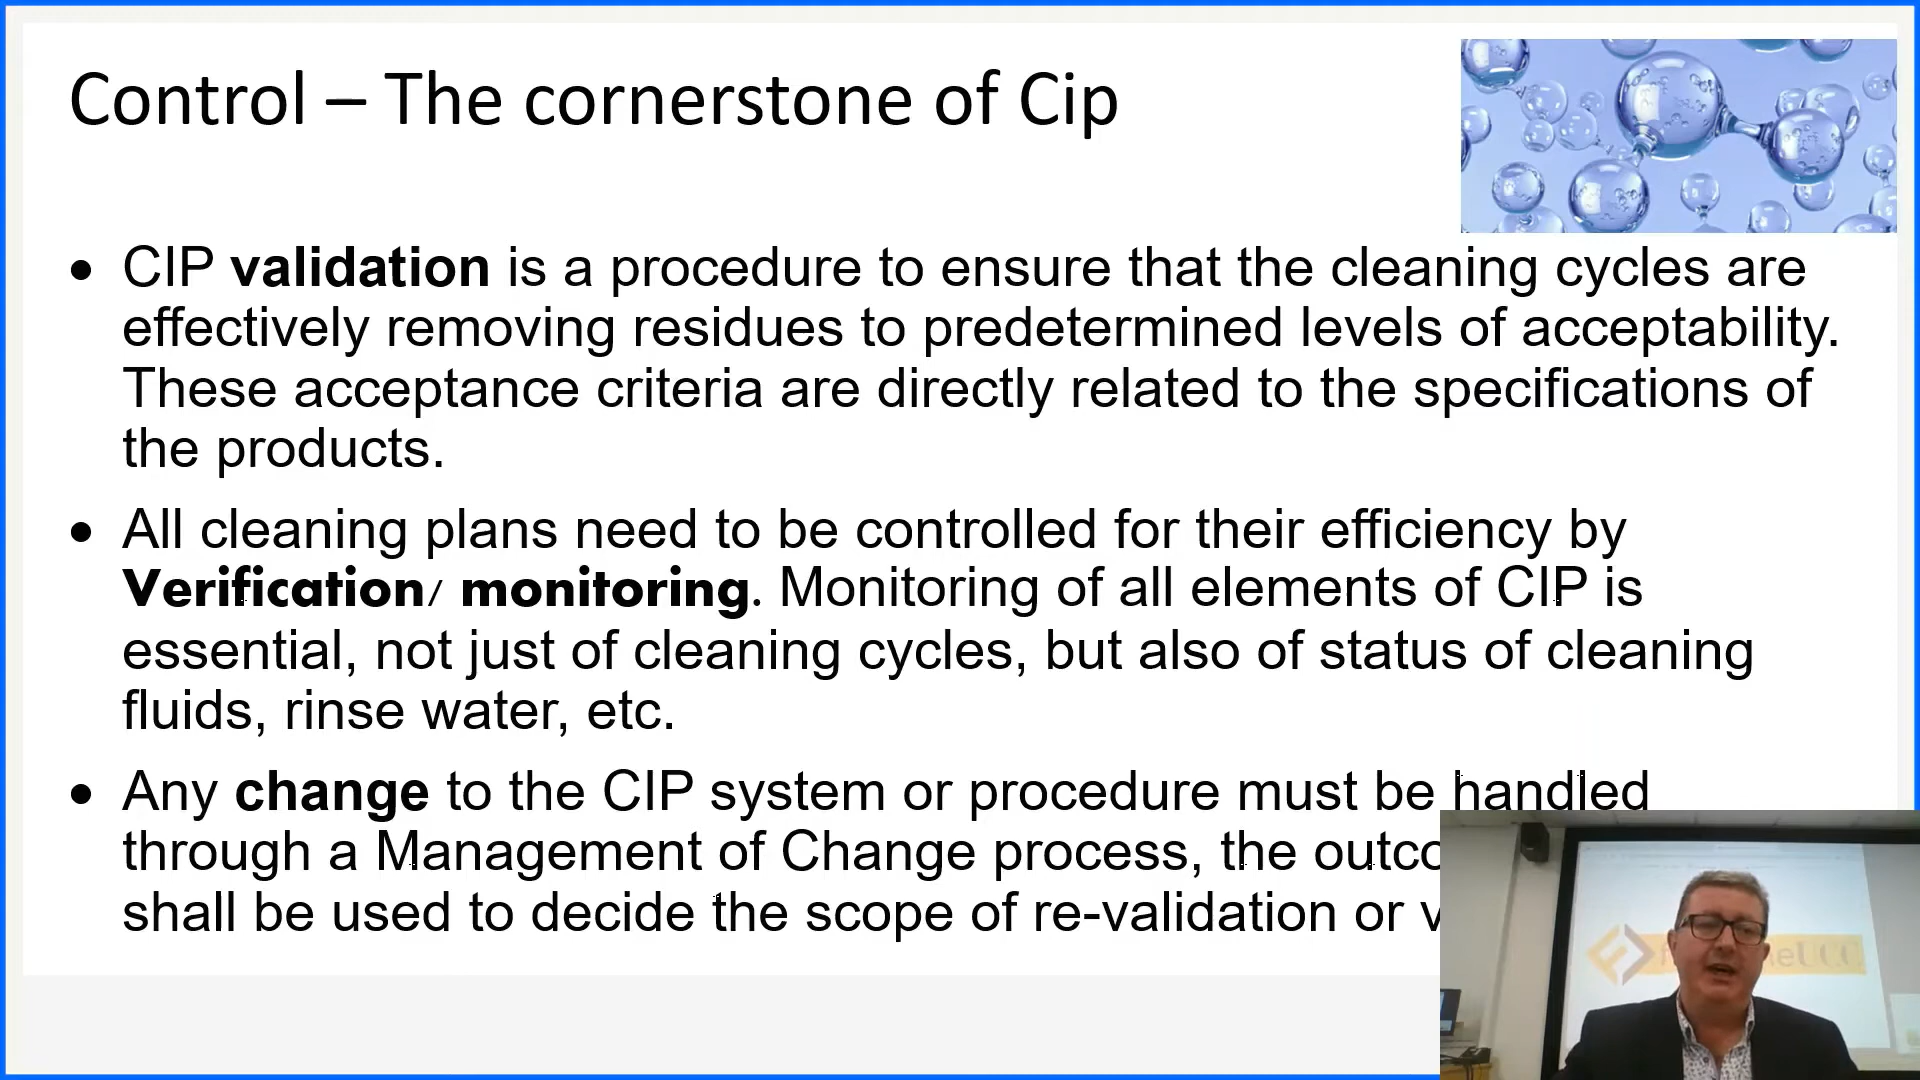 Control – The cornerstone of Cip
• CIP validation is a procedure to ensure that the cleaning cycles are
effectively removing residues to predetermined levels of acceptability.
These acceptance criteria are directly related to the specifications of
the products.
• All cleaning plans need to be controlled for their efficiency by
Verification/ monitoring. Monitoring of all elements of CIP is
essential, not just of cleaning cycles, but also of status of cleaning
fluids, rinse water, etc.
• Any change to the CIP system or procedure must be handled
through a Management of Change process, the
shall be used to decide the scope of re-validation or
UCC